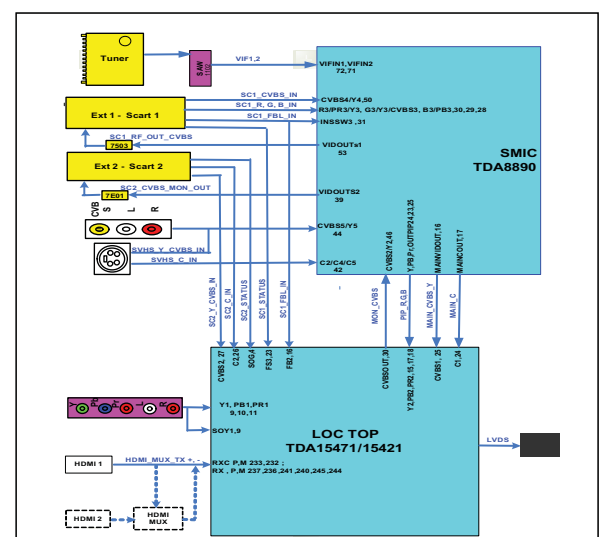 Tuner
SAW
1102
VIF1,2
VIFIN1,VIFIN2
72,71
SC1_CVBS_IN
CVBS4/Y4,50
Ext 1 - Scart 1
SC1_R, G, B_IN
R3/PR3/Y3, G3/Y3/CVBS3, B3/PB3,30,29,28
SC1_FBL_IN
INSSW3 ,31
SC1_RF_OUT_CVBS
7503
VIDOUTs1
53
SMIC
TDA8890
Ext 2 - Scart 2
SC2_CVBS_MON_OUT
7E01
VIDOUTS2
39
CVB
S
L
R
CVBS5/Y5
44
SVHS_Y_CVBS_IN
SVHS_C_IN
C2/C4/C5
42
CVBS2/Y2,46
Y,PB,Pr,OUTPIP24,23,25
MAINVIDOUT,16
MAINCOUT,17
SC2_Y_CVBS_IN
SC2_C_IN
SC2_STATUS
SC1_STATUS
SC1_FBL_IN
MON_CVBS
PIP_R,G,B
MAIN_CVBS_Y
MAIN_C
CVBS2, 27
C2,26
SOG,4
FS3,23
FB2,16
CVBSOUT,30
Y2,PB2,PR2,15,17,18
CVBS1, 25
C1,24
Y
Pb
Pr
L
R
Y1, PB1,PR1
9,10,11
SOY1,9
LOC TOP
TDA15471/15421
LVDS
HDMI 1
HDMI_MUX_TX +, -
RXC P,M 233,232 ;
RX , P,M 237,236,241,240,245,244
HDMI 2
HDMI
MUX